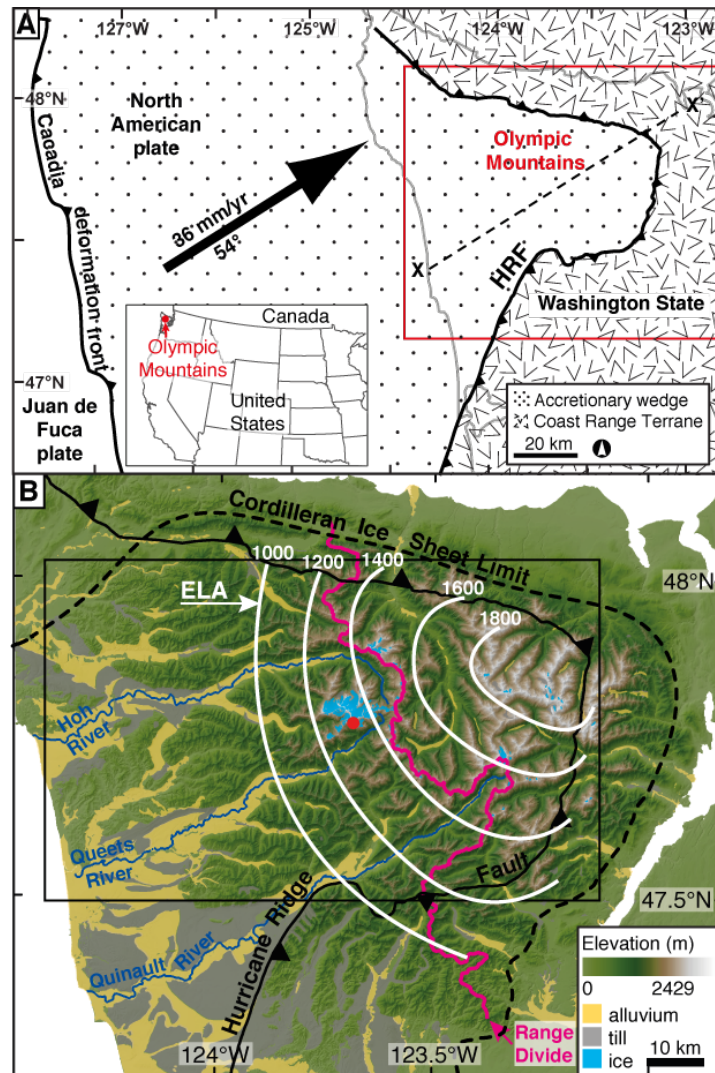 A
127°W
125°W
124°W
123°W
48°N
North
American
plate
Cacadia
deformation front
36 mm/yr
54°
Olympic
Mountains
X'
X
HRF
Washington State
Canada
Olympic
Mountains
United
States
47°N
Juan de
Fuca
plate
Accretionary wedge
Coast Range Terrane
20 km
B
Cordilleran Ice Sheet Limit
1000
1200
1400
1600
1800
48°N
ELA
Hoh
River
Queets
River
Quinault River
Hurricane Ridge
Fault
47.5°N
Elevation (m)
0
2429
alluvium
till
ice
10 km
Range
Divide
124°W
123.5°W